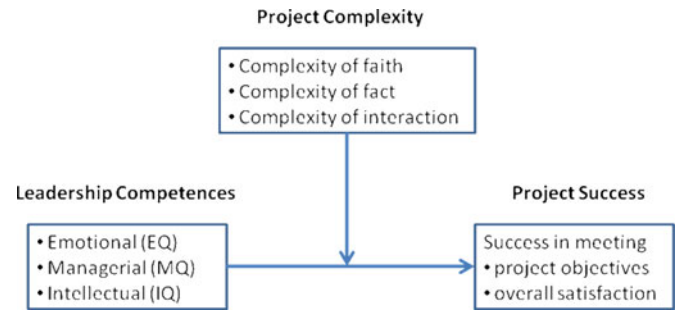 Project Complexity
• Complexity of faith
• Complexity of fact
• Complexity of interaction
Leadership Competences
• Emotional (EQ)
• Managerial (MQ)
• Intellectual (IQ)
Project Success
Success in meeting
• project objectives
• overall satisfaction